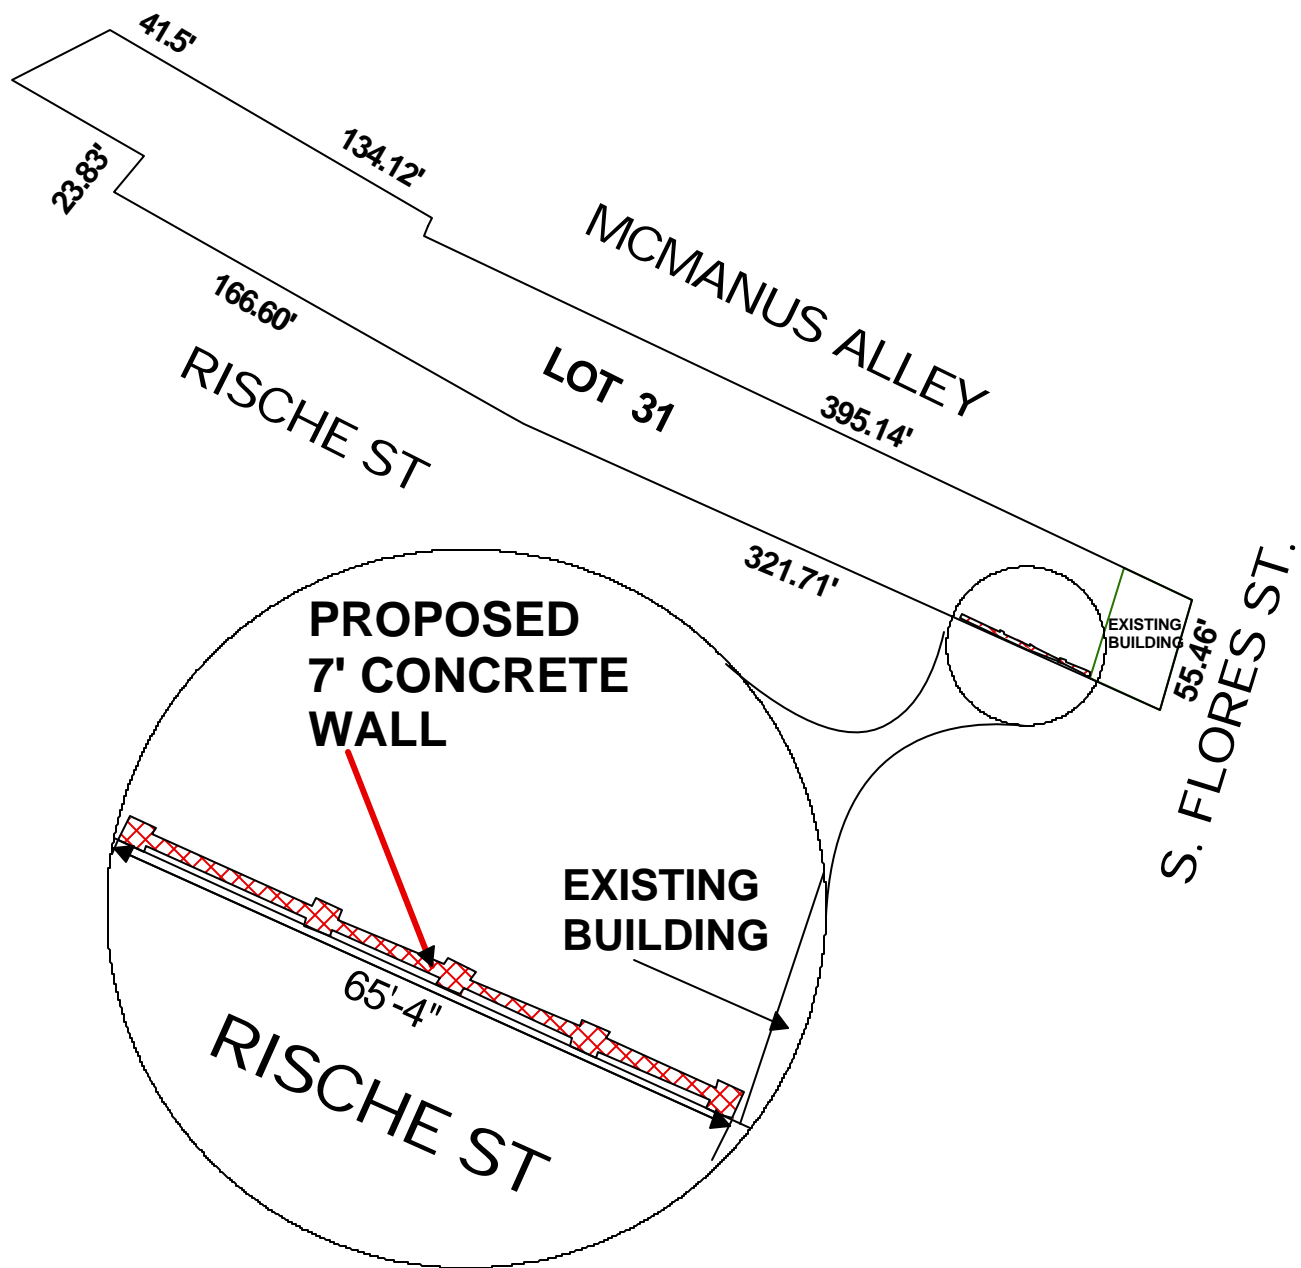 41.5'
134.12'
23.83'
MCMANUS ALLEY
166.60'
RISCHE ST
LOT 31
395.14'
321.71'
EXISTING
BUILDING
55.46'
S. FLORES ST.
PROPOSED
7' CONCRETE
WALL
EXISTING
BUILDING
65'-4"
RISCHE ST